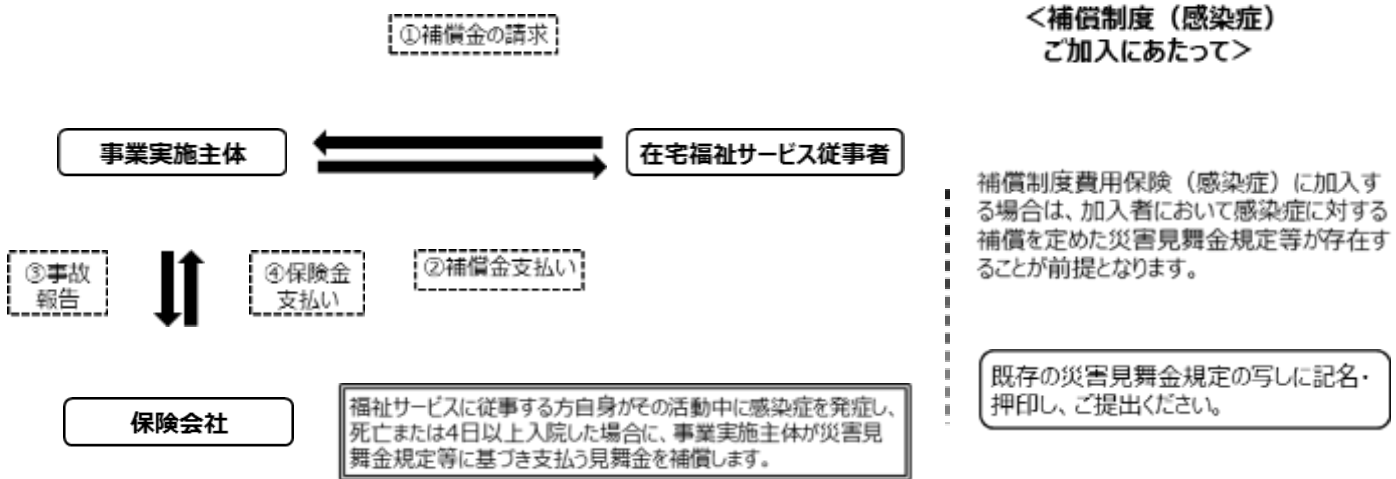 ①補償金の請求
事業実施主体
在宅福祉サービス従事者
③事故
報告
④保険金
支払い
②補償金支払い
保険会社
福祉サービスに従事する方自身がその活動中に感染症を発症し、
死亡または4日以上入院した場合に、事業実施主体が災害見
舞金規定等に基づき支払う見舞金を補償します。
<補償制度（感染症）
ご加入にあたって>
補償制度費用保険（感染症）に加入す
る場合は、加入者において感染症に対する
補償を定めた災害見舞金規定等が存在す
ることが前提となります。
既存の災害見舞金規定の写しに記名・
押印し、ご提出ください。